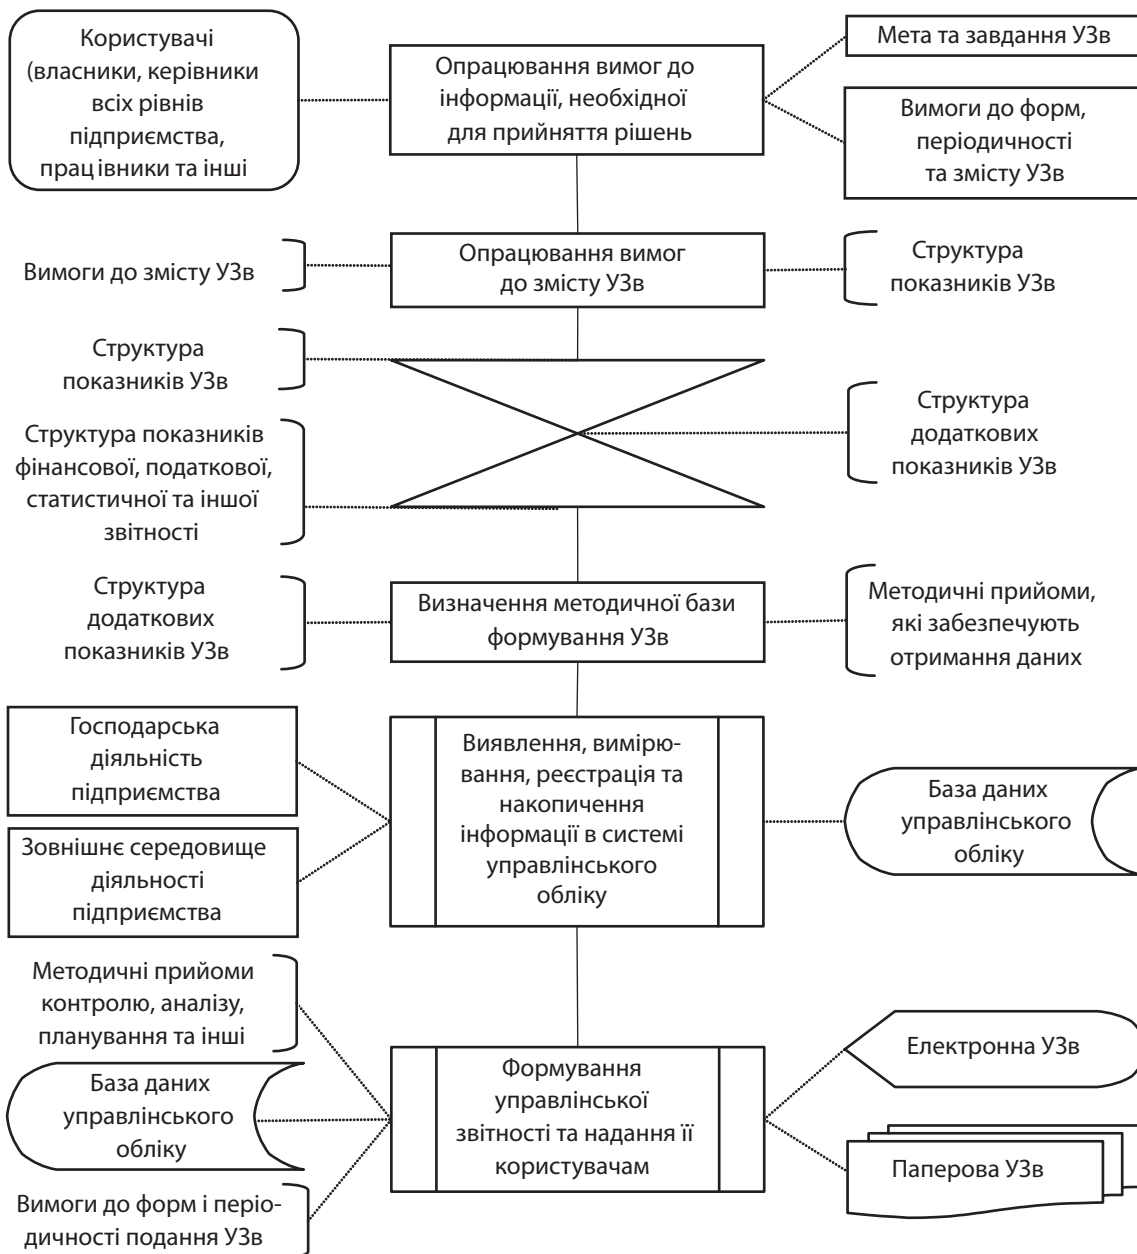 Користувачі
(власники, керівники
всіх рівнів
підприємства,
працівники та інші
Опрацювання вимог до
інформації, необхідної
для прийняття рішень
Мета та завдання УЗв
Вимоги до форм,
періодичності
та змісту УЗв
Вимоги до змісту УЗв
Опрацювання вимог
до змісту УЗв
Структура
показників УЗв
Структура
показників УЗв
Структура показників
фінансової, податкової,
статистичної та іншої
звітності
Структура
додаткових
показників УЗв
Структура
додаткових
показників УЗв
Визначення методичної бази
формування УЗв
Методичні прийоми,
які забезпечують
отримання даних
Господарська
діяльність
підприємства
Зовнішнє середовище
діяльності
підприємства
Виявлення, вимірю-
вання, реєстрація та
накопичення
інформації в системі
управлінського
обліку
База даних
управлінського
обліку
Методичні прийоми
контролю, аналізу,
планування та інші
База даних
управлінського
обліку
Вимоги до форм і періо-
дичності подання УЗв
Формування
управлінської
звітності та надання її
користувачам
Електронна УЗв
Паперова УЗв